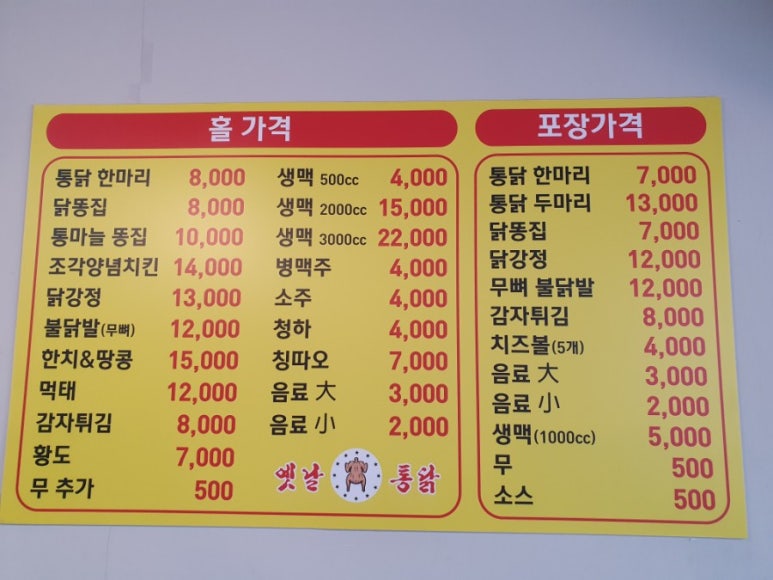 홀 가격
통닭 한마리 8,000
닭똥집 8,000
통마늘 똥집 10,000
조각양념치킨 14,000
닭강정 13,000
불닭발(무뼈) 12,000
한치&땅콩 15,000
먹태 12,000
감자튀김 8,000
황도 7,000
무 추가 500
생맥 500cc 4,000
생맥 2000cc 15,000
생맥 3000cc 22,000
병맥주 4,000
소주 4,000
청하 4,000
칭따오 7,000
음료 大 3,000
음료 小 2,000
옛날 통닭
포장가격
통닭 한마리 7,000
통닭 두마리 13,000
닭똥집 7,000
닭강정 12,000
무뼈 불닭발 12,000
감자튀김 8,000
치즈볼(5개) 4,000
음료 大 3,000
음료 小 2,000
생맥(1000cc) 5,000
무 500
소스 500